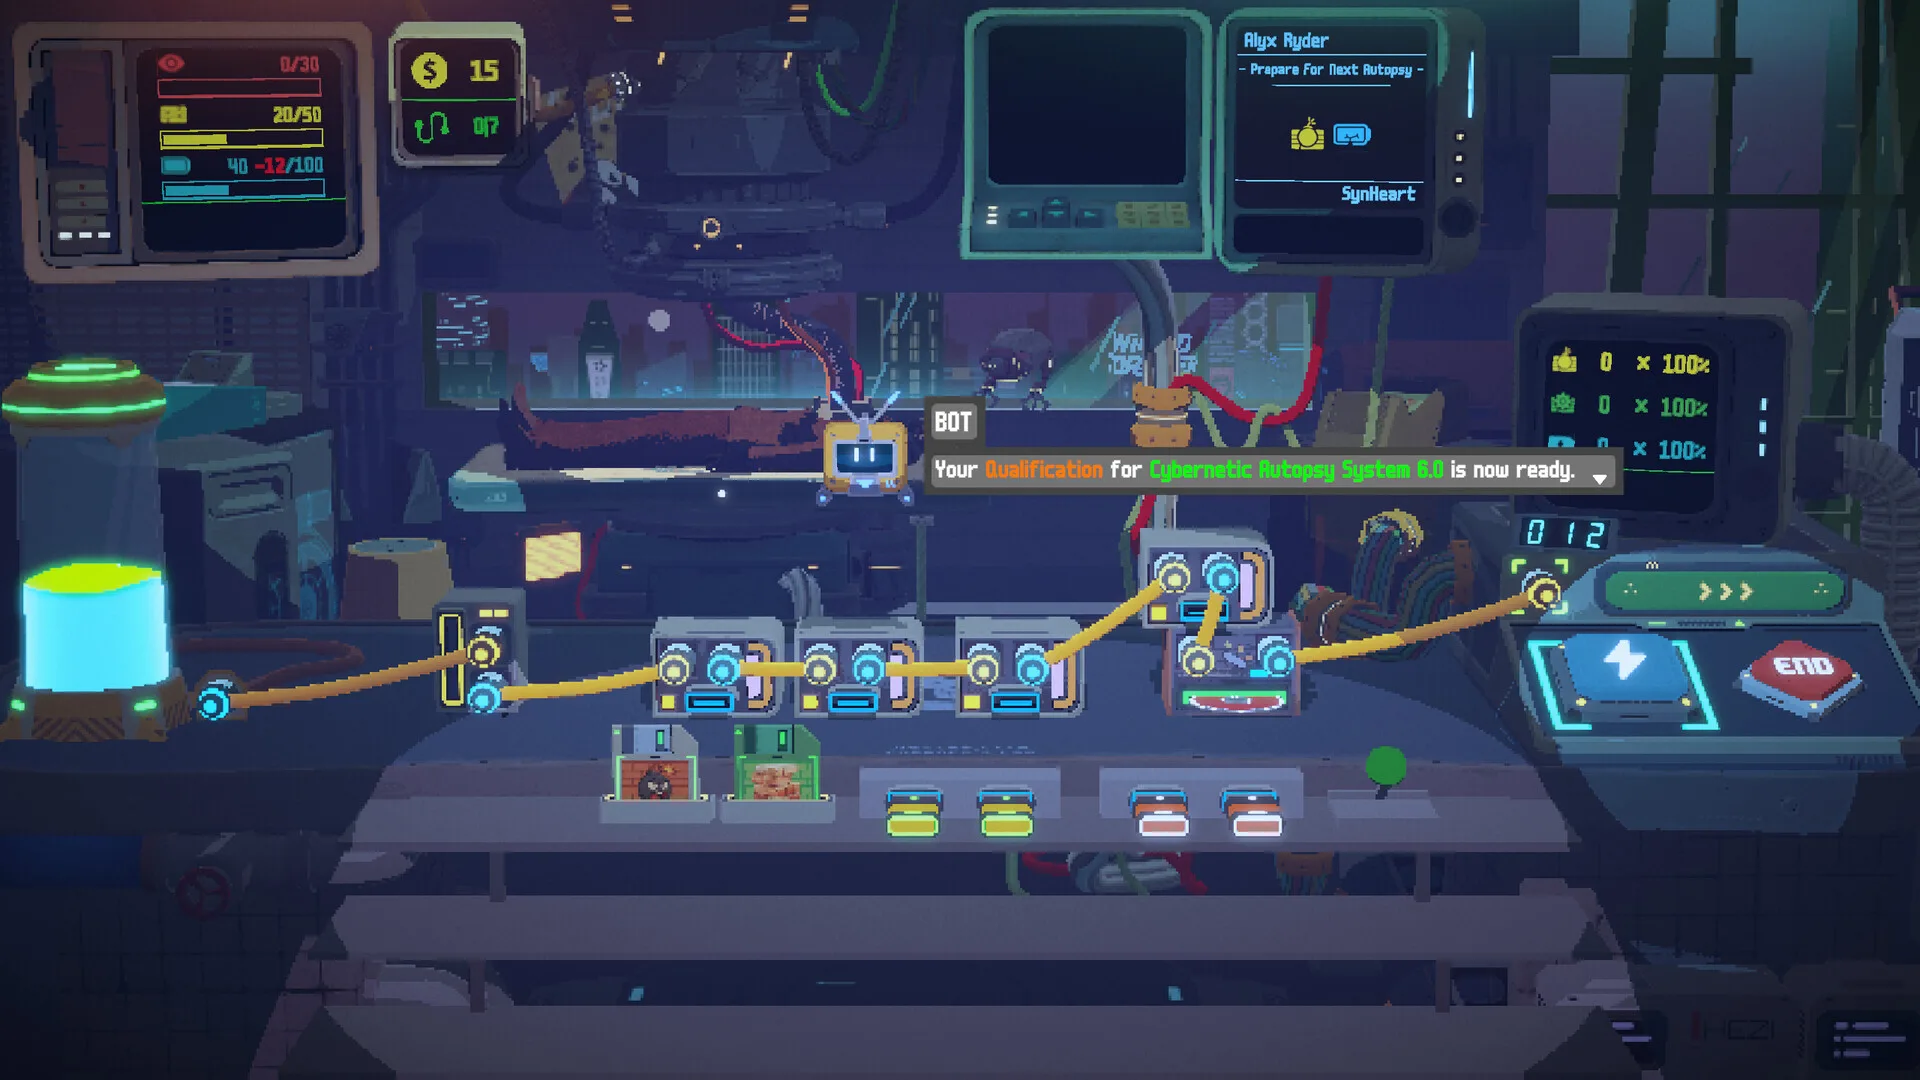 0/30
20/50
40 -12/100
15
0/7
Alyx Ryder
- Prepare For Next Autopsy -
SynHeart
BOT
Your Qualification for Cybernetic Autopsy System 6.0 is now ready.
0 × 100%
0 × 100%
0 × 100%
012
END